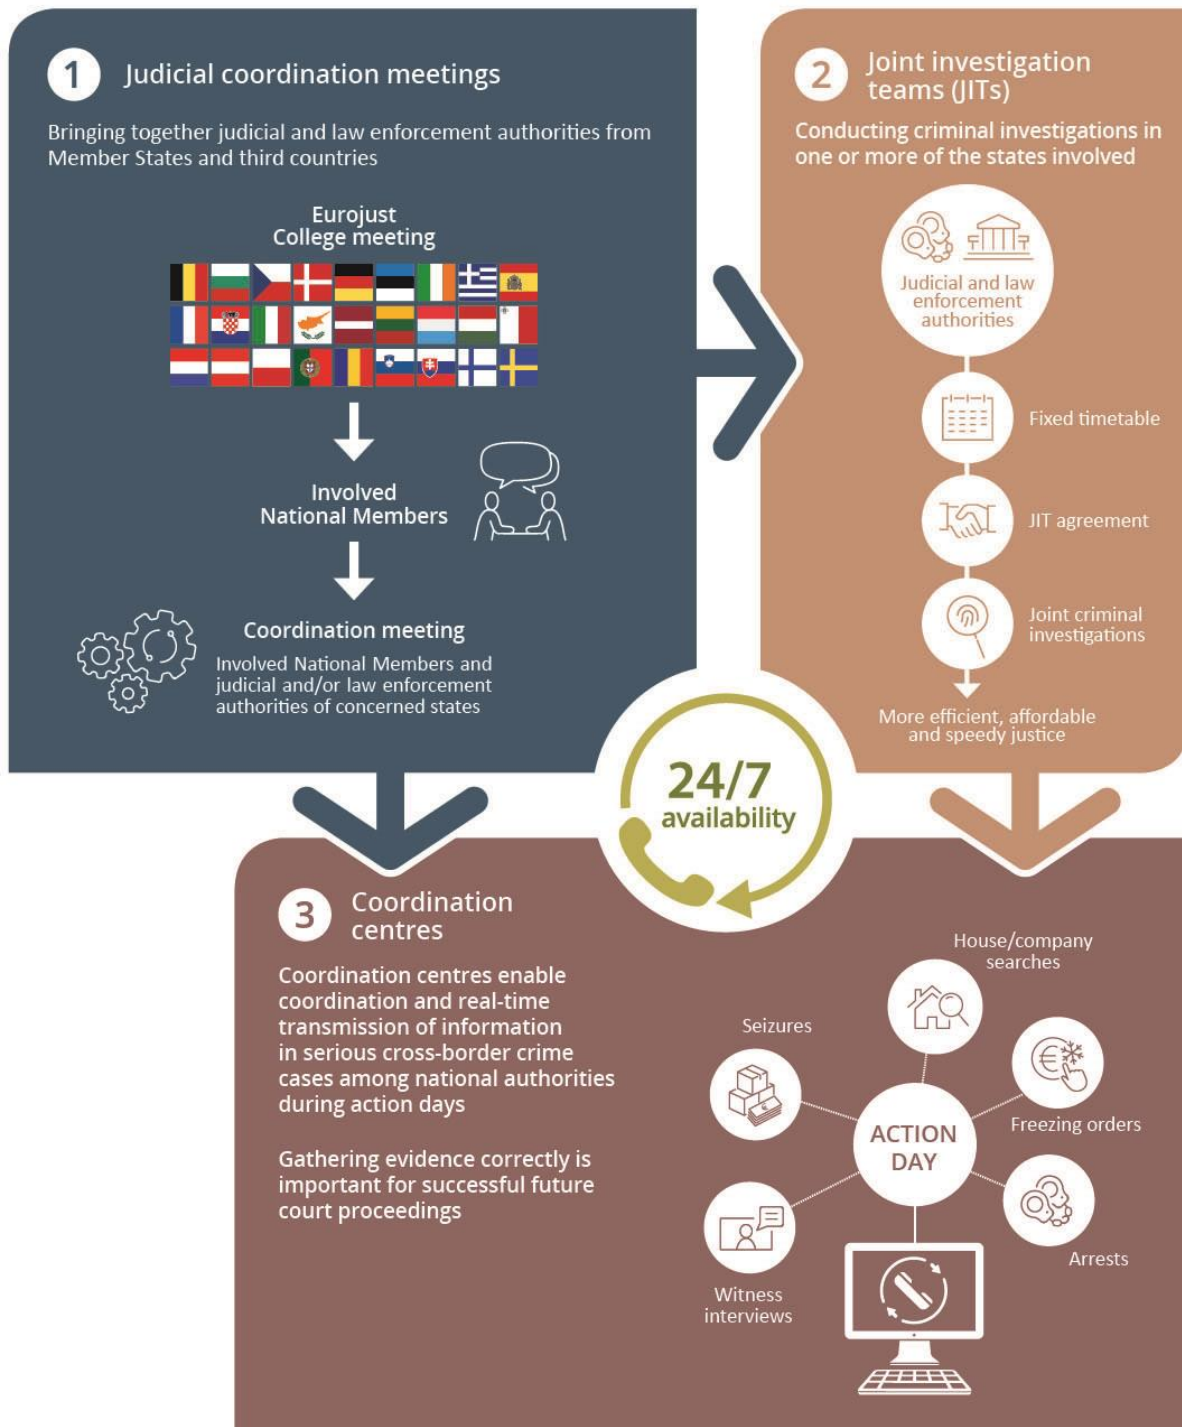 1
Judicial coordination meetings
Bringing together judicial and law enforcement authorities from
Member States and third countries
Eurojust
College meeting
Involved
National Members
Coordination meeting
Involved National Members and
judicial and/or law enforcement
authorities of concerned states
2
Joint investigation
teams (JITs)
Conducting criminal investigations in
one or more of the states involved
Judicial and law
enforcement
authorities
Fixed timetable
JIT agreement
Joint criminal
investigations
More efficient, affordable
and speedy justice
24/7
availability
3
Coordination
centres
Coordination centres enable
coordination and real-time
transmission of information
in serious cross-border crime
cases among national authorities
during action days
Gathering evidence correctly is
important for successful future
court proceedings
House/company
searches
Seizures
Freezing orders
ACTION
DAY
Arrests
Witness
interviews